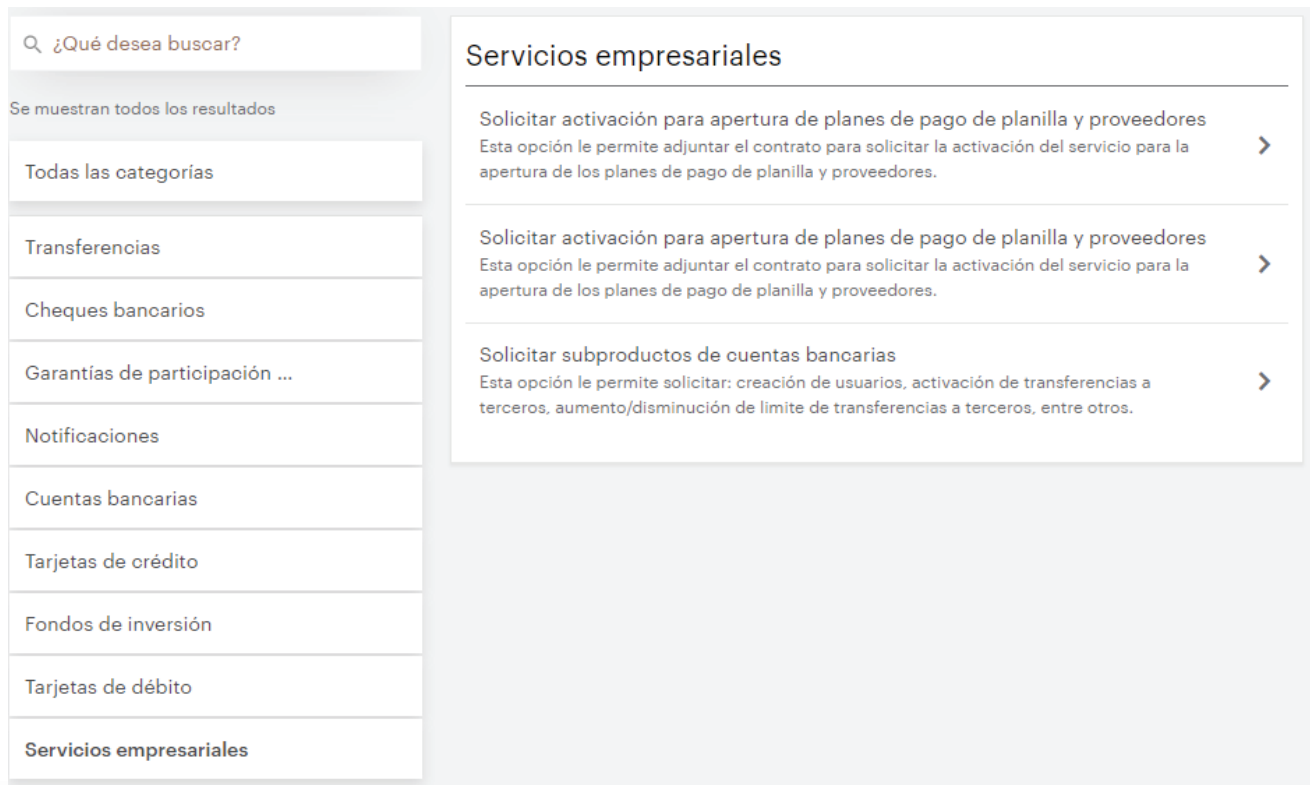 ¿Qué desea buscar?
Se muestran todos los resultados
Todas las categorías
Transferencias
Cheques bancarios
Garantías de participación ...
Notificaciones
Cuentas bancarias
Tarjetas de crédito
Fondos de inversión
Tarjetas de débito
Servicios empresariales
Servicios empresariales
Solicitar activación para apertura de planes de pago de planilla y proveedores
Esta opción le permite adjuntar el contrato para solicitar la activación del servicio para la
apertura de los planes de pago de planilla y proveedores.
Solicitar activación para apertura de planes de pago de planilla y proveedores
Esta opción le permite adjuntar el contrato para solicitar la activación del servicio para la
apertura de los planes de pago de planilla y proveedores.
Solicitar subproductos de cuentas bancarias
Esta opción le permite solicitar: creación de usuarios, activación de transferencias a
terceros, aumento/disminución de limite de transferencias a terceros, entre otros.